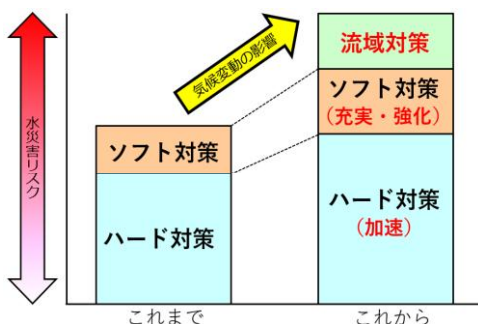 水災害リスク
気候変動の影響
ソフト対策
ハード対策
これまで
流域対策
ソフト対策
（充実・強化）
ハード対策
（加速）
これから